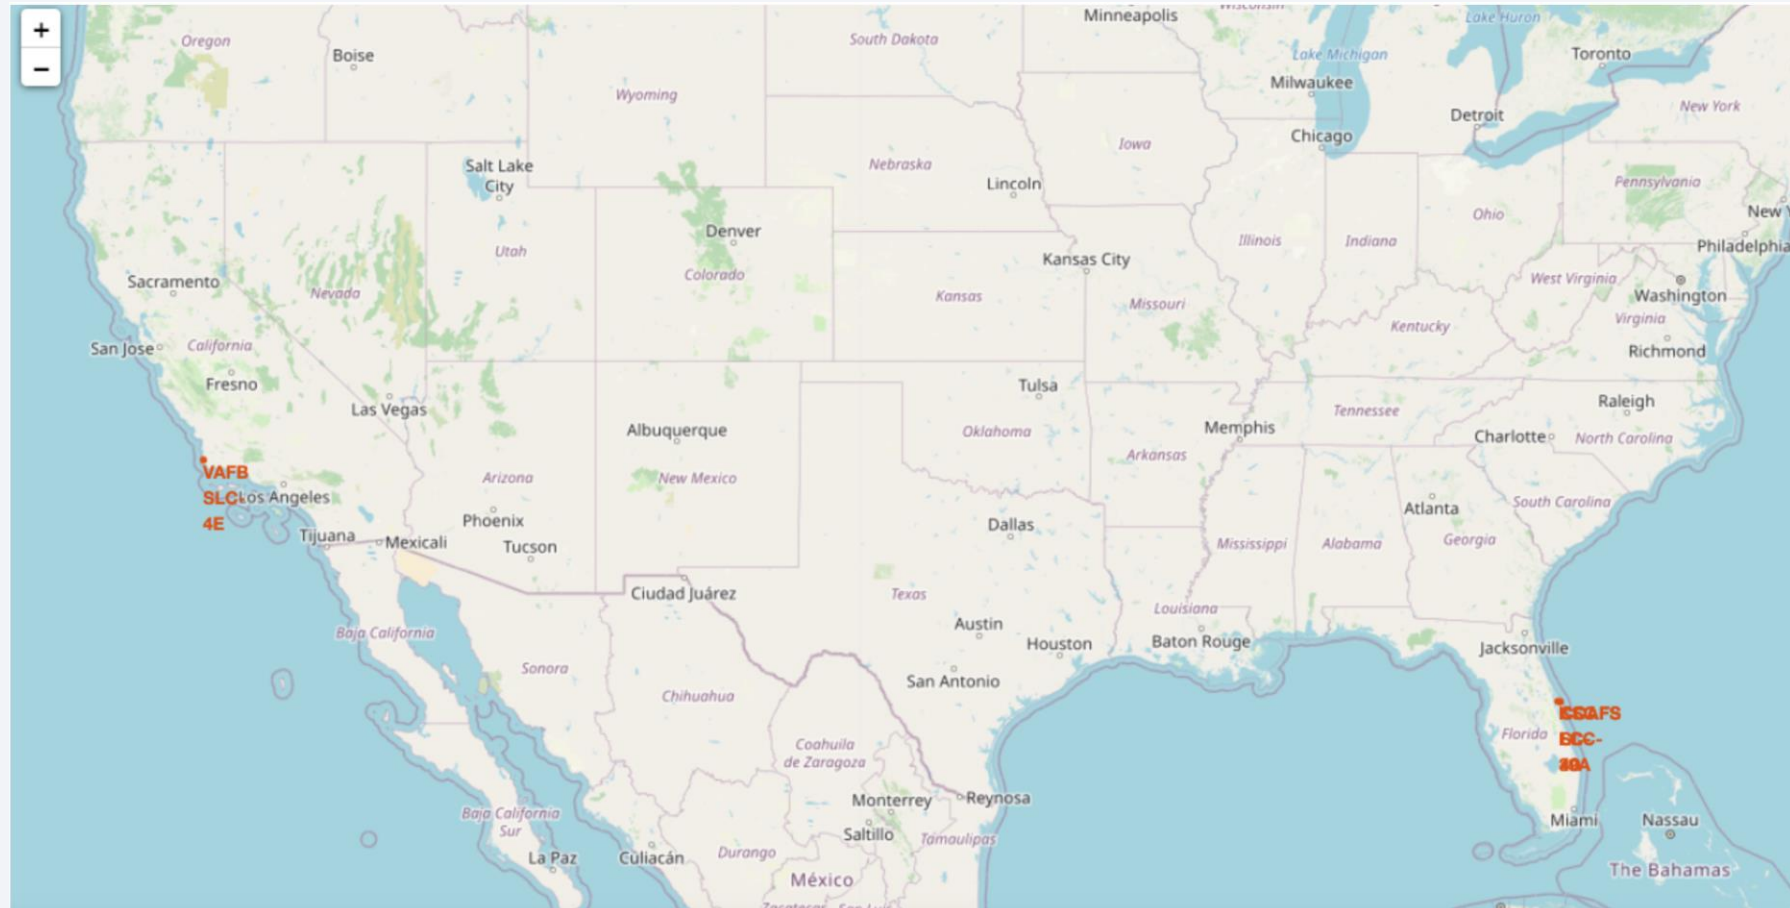 +
−
Minneapolis
Wisconsin
Lake Huron
Oregon
Boise
South Dakota
Lake Michigan
Toronto
Wyoming
Milwaukee
New York
Detroit
Chicago
Iowa
Salt Lake
City
Nebraska
Lincoln
Pennsylvania
Ohio
New Y
Denver
Utah
Illinois
Indiana
Philadelphia
Kansas City
Colorado
Sacramento
Nevada
Kansas
Missouri
West Virginia
Washington
Virginia
Kentucky
San Jose
California
Richmond
Fresno
Las Vegas
Tulsa
Raleigh
Tennessee
Albuquerque
Oklahoma
Memphis
Charlotte
North Carolina
Arkansas
VAFB
SLC-
4E
Los Angeles
Arizona
New Mexico
South Carolina
Atlanta
Phoenix
Dallas
Tijuana
Mexicali
Tucson
Mississippi
Alabama
Georgia
Ciudad Juárez
Texas
Louisiana
Austin
Baja California
Houston
Baton Rouge
Jacksonville
Sonora
San Antonio
Chihuahua
Florida
Coahuila
de Zaragoza
Monterrey
Reynosa
Baja California
Sur
Saltillo
Tamaulipas
Miami
Nassau
La Paz
Culiacán
Durango
The Bahamas
México